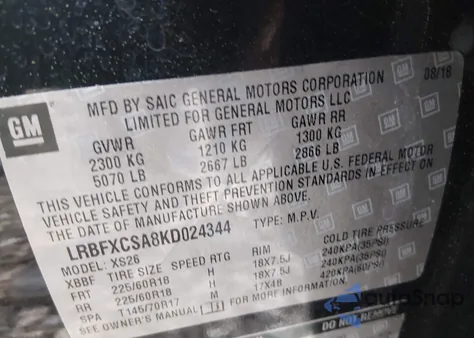 GM
MFD BY SAIC GENERAL MOTORS CORPORATION 08/18
LIMITED FOR GENERAL MOTORS LLC
GVWR GAWR FRT GAWR RR
2300 KG 1210 KG 1300 KG
5070 LB 2667 LB 2866 LB
THIS VEHICLE CONFORMS TO ALL APPLICABLE U.S. FEDERAL MOTOR
VEHICLE SAFETY AND THEFT PREVENTION STANDARDS IN EFFECT ON
THE DATE OF MANUFACTURE SHOWN ABOVE.
LRBFXCSA8KD024344 TYPE: M.P.V.
MODEL: XS26
XBBF TIRE SIZE SPEED RTG RIM COLD TIRE PRESSURE
FRT 225/60R18 H 18X7.5J 240KPA(35PSI)
RR 225/60R18 H 18X7.5J 240KPA(35PSI)
SPA T145/70R17 M 17X4B 420KPA(60PSI)
SEE OWNER'S MANUAL FOR MORE INFORMATION
DO NOT REMOVE
AutoSnap